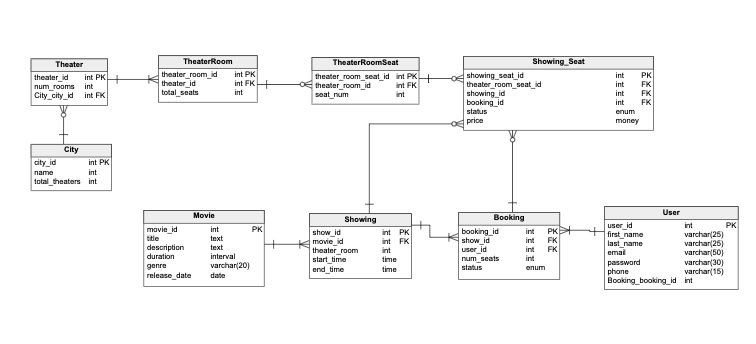 Theater
theater_id int PK
num_rooms int
City_city_id int FK
TheaterRoom
theater_room_id int PK
theater_id int FK
total_seats int
TheaterRoomSeat
theater_room_seat_id int PK
theater_room_id int FK
seat_num int
Showing_Seat
showing_seat_id int PK
theater_room_seat_id int FK
showing_id int FK
booking_id int FK
status enum
price money
City
city_id int PK
name int
total_theaters int
Movie
movie_id int PK
title text
description text
duration interval
genre varchar(20)
release_date date
Showing
show_id int PK
movie_id int FK
theater_room int
start_time time
end_time time
Booking
booking_id int PK
show_id int FK
user_id int FK
num_seats int
status enum
User
user_id int PK
first_name varchar(25)
last_name varchar(25)
email varchar(50)
password varchar(30)
phone varchar(15)
Booking_booking_id int